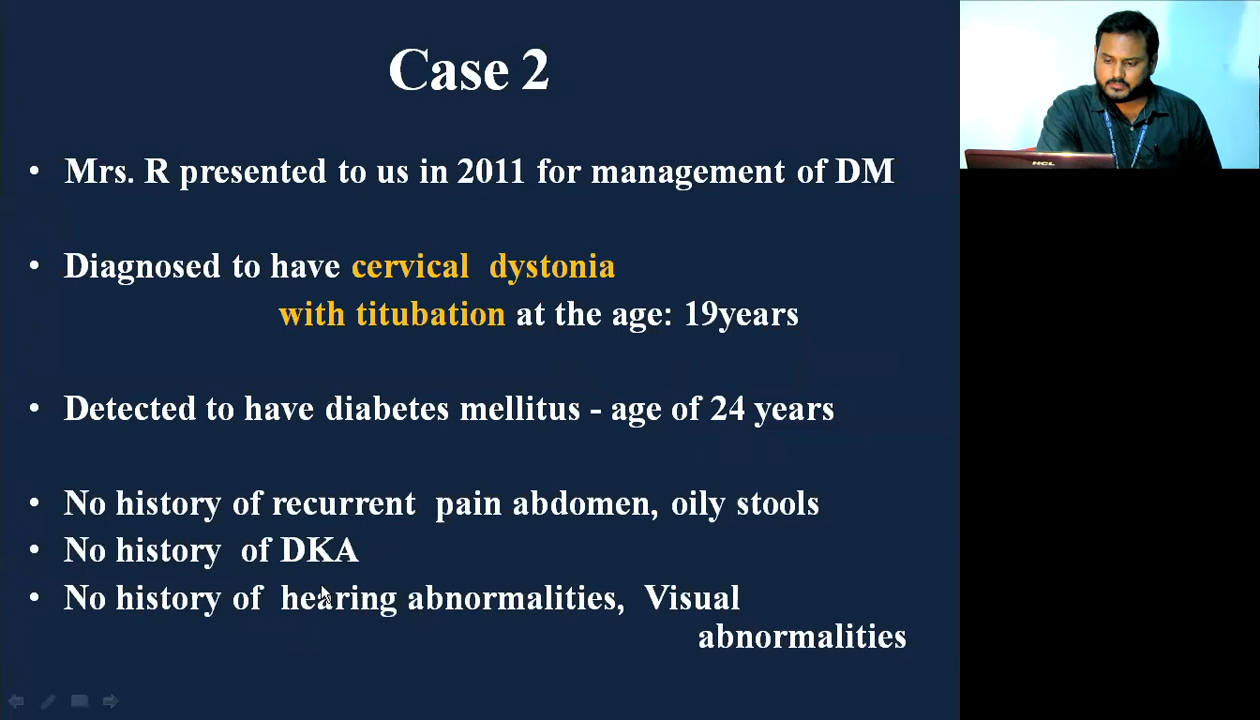 Case 2
• Mrs. R presented to us in 2011 for management of DM
• Diagnosed to have cervical dystonia
with titubation at the age: 19years
• Detected to have diabetes mellitus - age of 24 years
• No history of recurrent pain abdomen, oily stools
• No history of DKA
• No history of hearing abnormalities, Visual
abnormalities
HCL